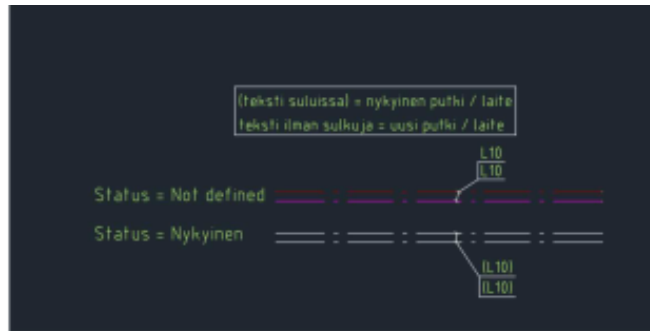 (teksti suluissa) = nykyinen putki / laite
teksti ilman sulkuja = uusi putki / laite
L10
L10
Status = Not defined
Status = Nykyinen
(L10)
(L10)